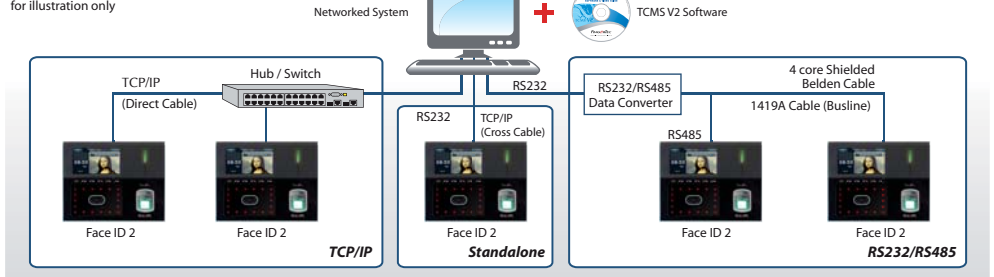 for illustration only
Networked System
TCMS V2 Software
TCP/IP
(Direct Cable)
Hub / Switch
Face ID 2
Face ID 2
TCP/IP
RS232
TCP/IP
(Cross Cable)
Face ID 2
Standalone
RS232
RS232/RS485
Data Converter
4 core Shielded
Belden Cable
1419A Cable (Busline)
RS485
Face ID 2
Face ID 2
RS232/RS485